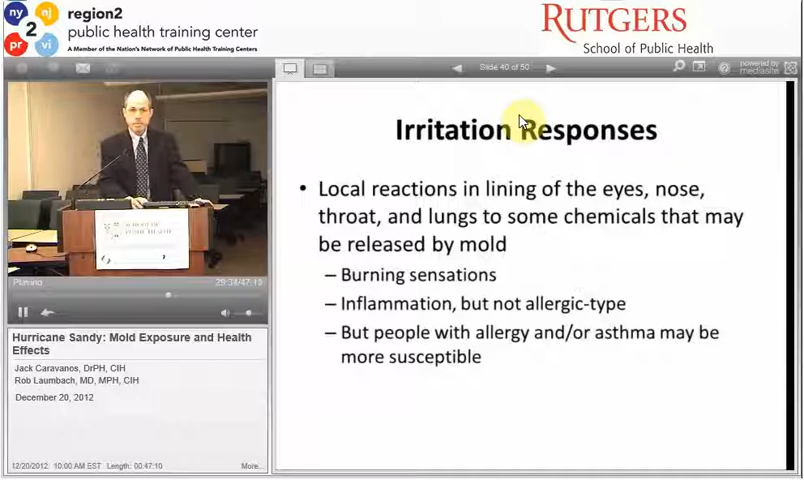 ny
nj
2
pr
vi
region2
public health training center
A Member of the Nation's Network of Public Health Training Centers
RUTGERS
School of Public Health
Slide 40 of 50
powered by
mediasite
SCHOOL OF
PUBLIC HEALTH
Playing
29:38/47:10
Hurricane Sandy: Mold Exposure and Health
Effects
Jack Caravanos, DrPH, CIH
Rob Laumbach, MD, MPH, CIH
December 20, 2012
12/20/2012 10:00 AM EST Length: 00:47:10
More...
Irritation Responses
• Local reactions in lining of the eyes, nose,
throat, and lungs to some chemicals that may
be released by mold
– Burning sensations
– Inflammation, but not allergic-type
– But people with allergy and/or asthma may be
more susceptible